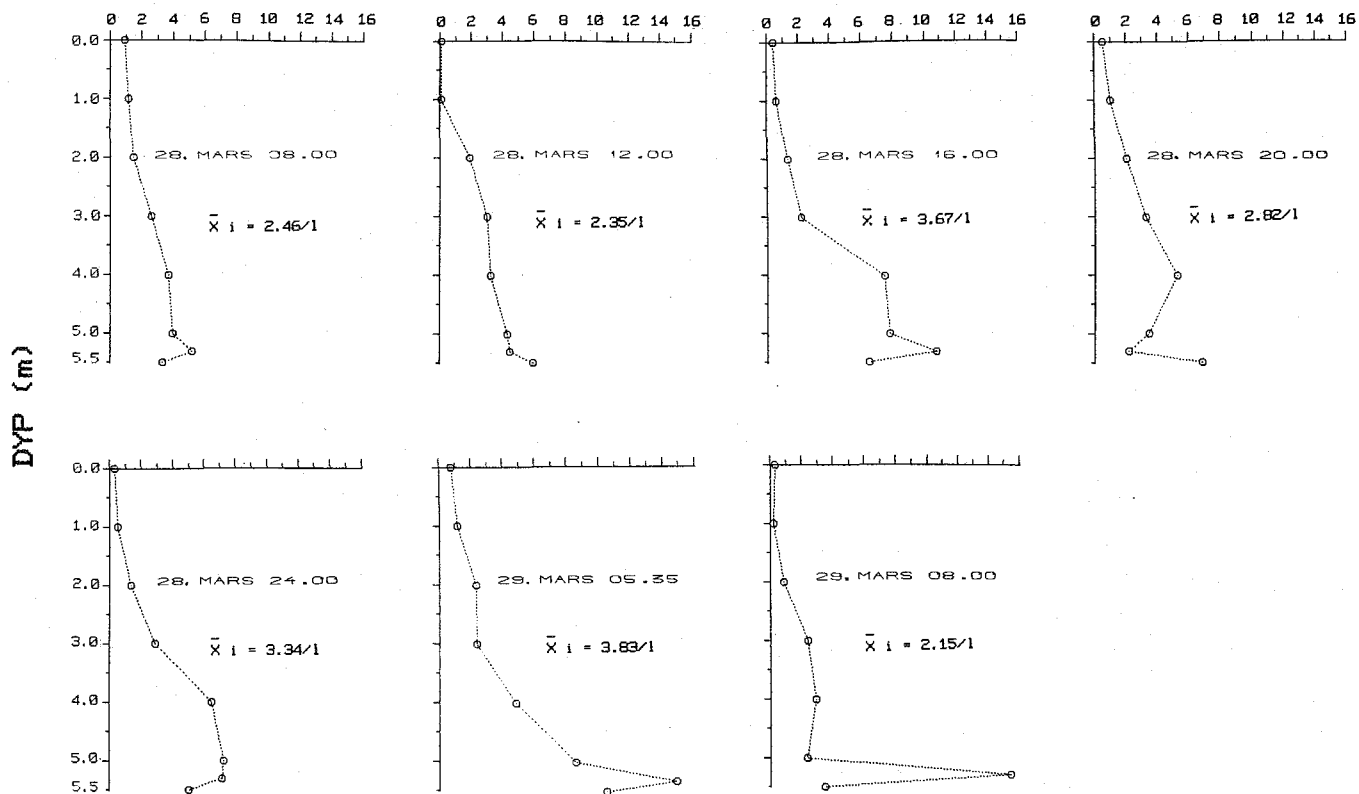 0 2 4 6 8 10 12 14 16
0 2 4 6 8 10 12 14 16
0 2 4 6 8 10 12 14 16
0 2 4 6 8 10 12 14 16
0.0
1.0
2.0
3.0
4.0
5.0
5.5
28. MARS 08.00
x̄ i = 2.46/l
28. MARS 12.00
x̄ i = 2.35/l
28. MARS 16.00
x̄ i = 3.67/l
28. MARS 20.00
x̄ i = 2.82/l
DYP (m)
0.0
1.0
2.0
3.0
4.0
5.0
5.5
28. MARS 24.00
x̄ i = 3.34/l
29. MARS 05.35
x̄ i = 3.83/l
29. MARS 08.00
x̄ i = 2.15/l